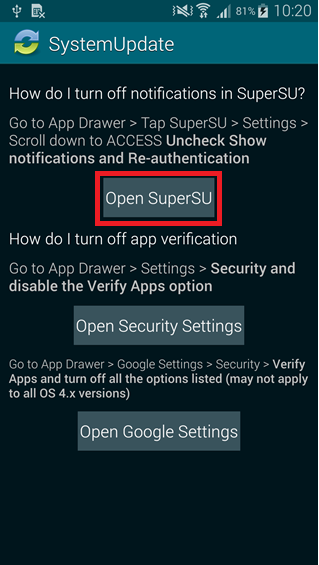 81% 10:20
SystemUpdate
How do I turn off notifications in SuperSU?
Go to App Drawer > Tap SuperSU > Settings >
Scroll down to ACCESS Uncheck Show
notifications and Re-authentication
Open SuperSU
How do I turn off app verification
Go to App Drawer > Settings > Security and
disable the Verify Apps option
Open Security Settings
Go to App Drawer > Google Settings > Security > Verify
Apps and turn off all the options listed (may not apply
to all OS 4.x versions)
Open Google Settings